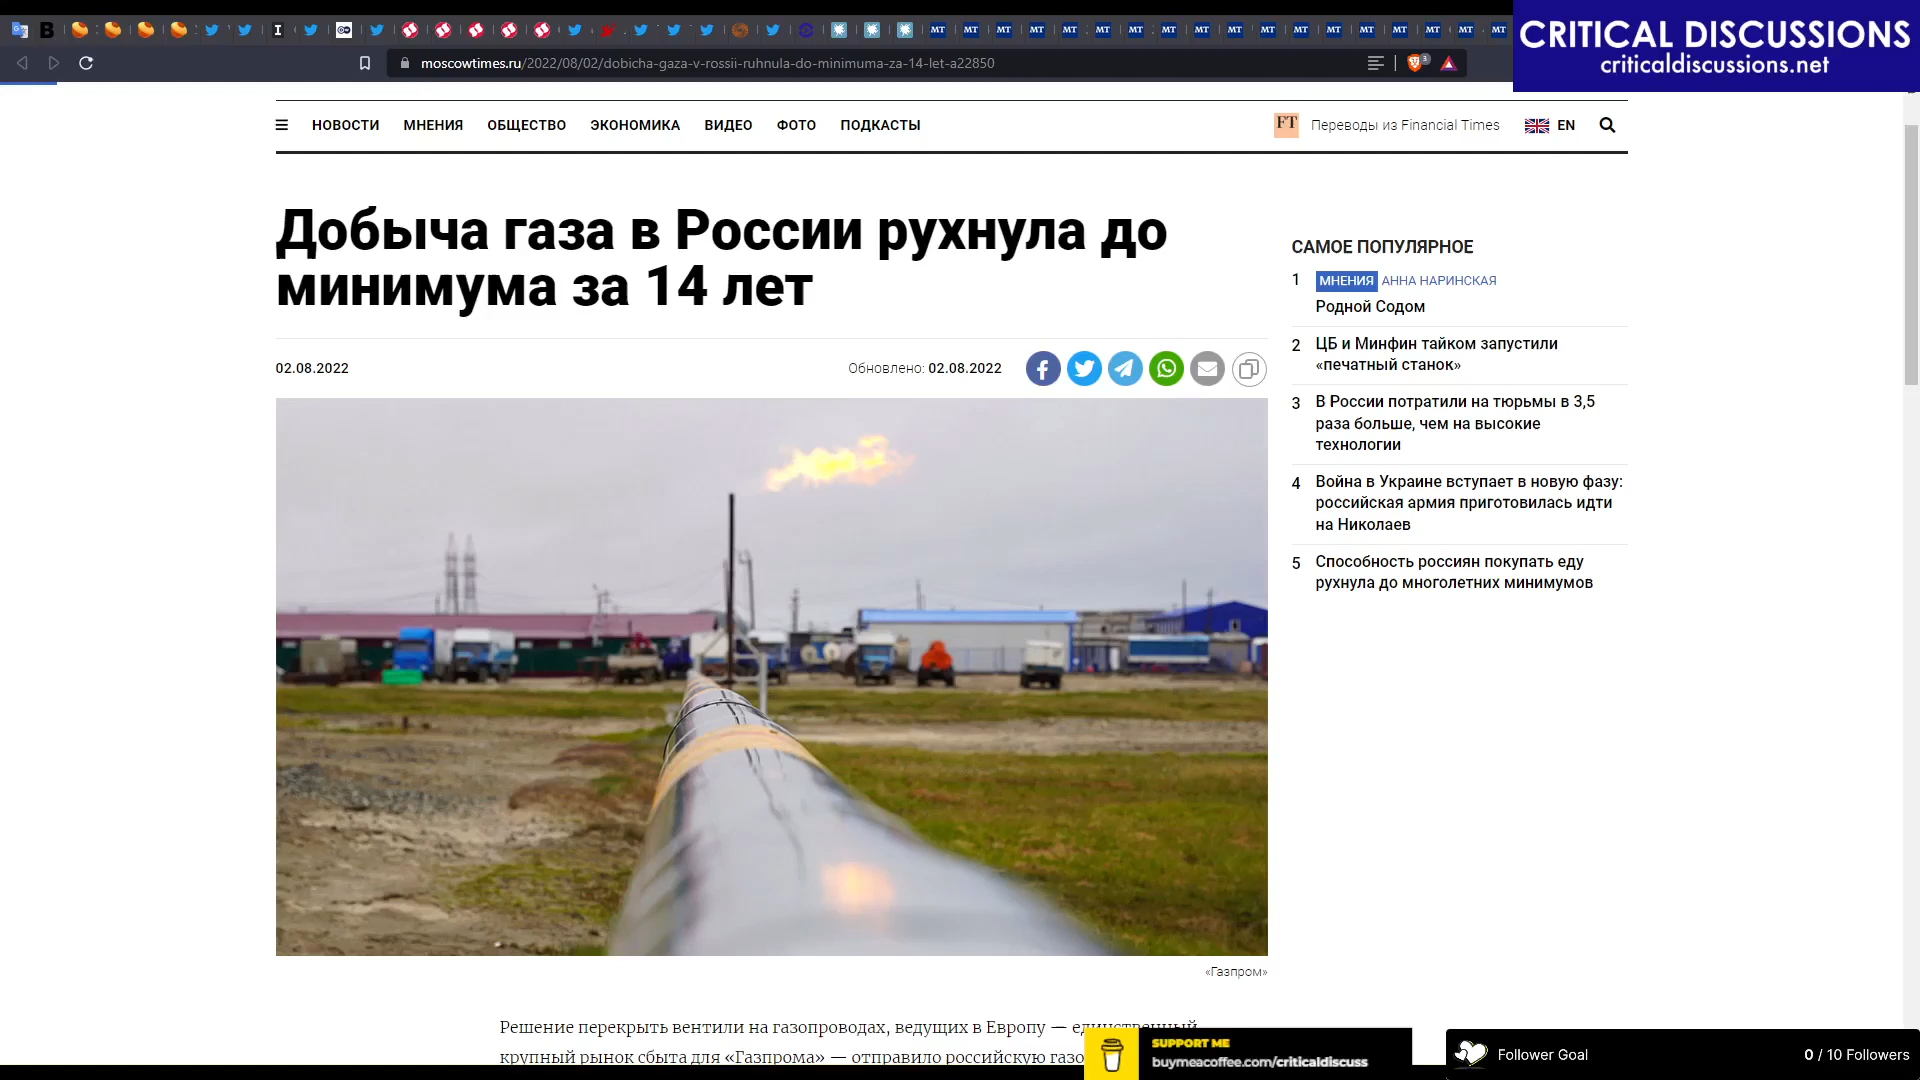 CRITICAL DISCUSSIONS
criticaldiscussions.net
moscowtimes.ru/2022/08/02/dobicha-gaza-v-rossii-ruhnula-do-minimuma-za-14-let-a22850
НОВОСТИ МНЕНИЯ ОБЩЕСТВО ЭКОНОМИКА ВИДЕО ФОТО ПОДКАСТЫ FT Переводы из Financial Times EN
Добыча газа в России рухнула до
минимума за 14 лет
02.08.2022 Обновлено: 02.08.2022
САМОЕ ПОПУЛЯРНОЕ
1 МНЕНИЯ АННА НАРИНСКАЯ
Родной Содом
2 ЦБ и Минфин тайком запустили
«печатный станок»
3 В России потратили на тюрьмы в 3,5
раза больше, чем на высокие
технологии
4 Война в Украине вступает в новую фазу:
российская армия приготовилась идти
на Николаев
5 Способность россиян покупать еду
рухнула до многолетних минимумов
«Газпром»
Решение перекрыть вентили на газопроводах, ведущих в Европу — единственный
крупный рынок сбыта для «Газпрома» — отправило российскую газо
SUPPORT ME
buymeacoffee.com/criticaldiscuss
Follower Goal 0 / 10 Followers